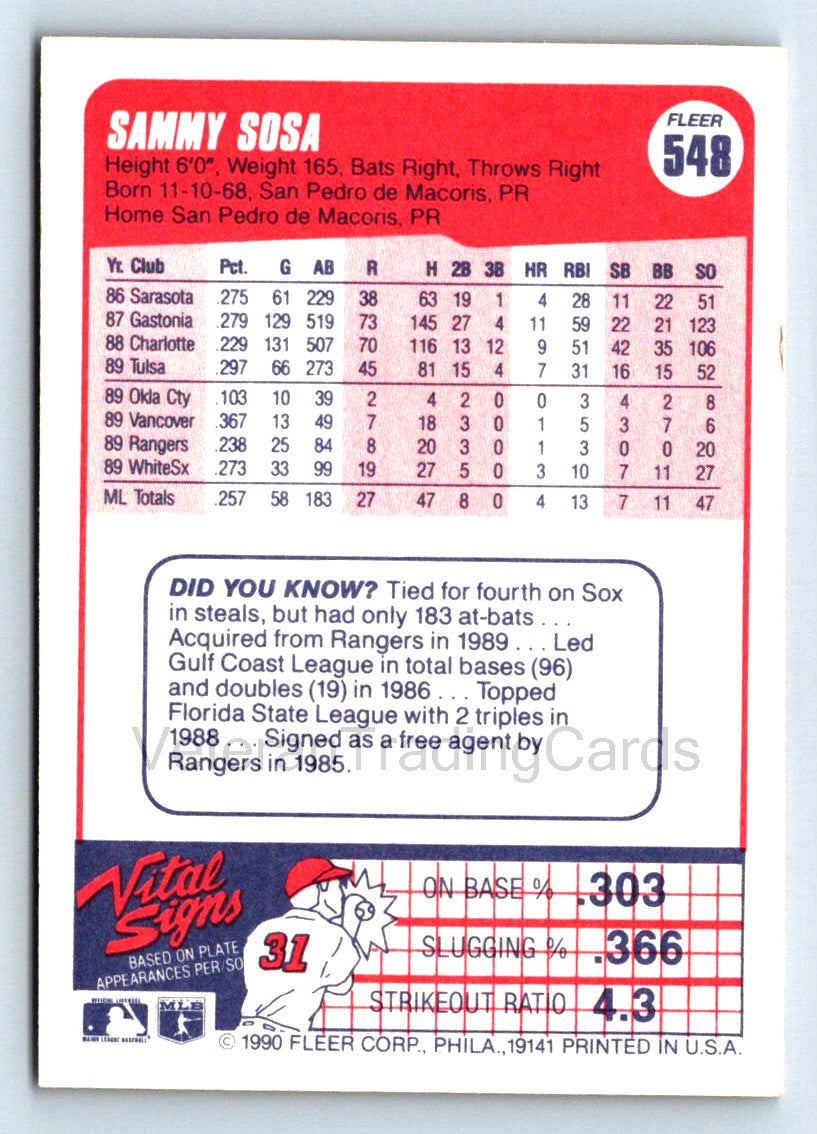 SAMMY SOSA
FLEER
548
Height 6'0", Weight 165, Bats Right, Throws Right
Born 11-10-68, San Pedro de Macoris, PR
Home San Pedro de Macoris, PR
Yr. Club Pct. G AB R H 2B 3B HR RBI SB BB SO
86 Sarasota .275 61 229 38 63 19 1 4 28 11 22 51
87 Gastonia .279 129 519 73 145 27 4 11 59 22 21 123
88 Charlotte .229 131 507 70 116 13 12 9 51 42 35 106
89 Tulsa .297 66 273 45 81 15 4 7 31 16 15 52
89 Okla Cty .103 10 39 2 4 2 0 0 3 4 2 8
89 Vancover .367 13 49 7 18 3 0 1 5 3 7 6
89 Rangers .238 25 84 8 20 3 0 1 3 0 0 20
89 WhiteSx .273 33 99 19 27 5 0 3 10 7 11 27
ML Totals .257 58 183 27 47 8 0 4 13 7 11 47
DID YOU KNOW? Tied for fourth on Sox
in steals, but had only 183 at-bats . . .
Acquired from Rangers in 1989 . . . Led
Gulf Coast League in total bases (96)
and doubles (19) in 1986 . . . Topped
Florida State League with 2 triples in
1988 . . . Signed as a free agent by
Rangers in 1985.
VeteranTradingCards
Vital
Signs
BASED ON PLATE
APPEARANCES PER/SO
31
ON BASE % .303
SLUGGING % .366
STRIKEOUT RATIO 4.3
OFFICIAL LICENSEE
MAJOR LEAGUE BASEBALL
MLB
© 1990 FLEER CORP., PHILA., 19141 PRINTED IN U.S.A.